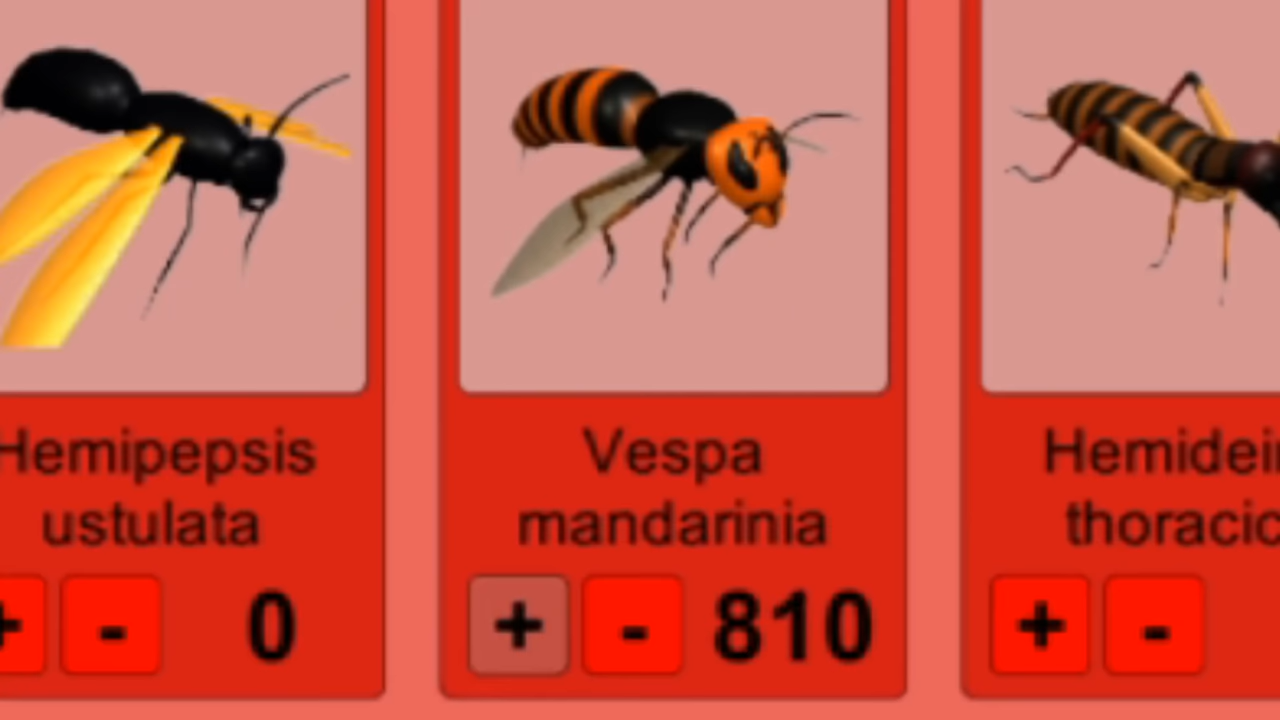 Hemipepsis
ustulata
+ - 0
Vespa
mandarinia
+ - 810
+ -